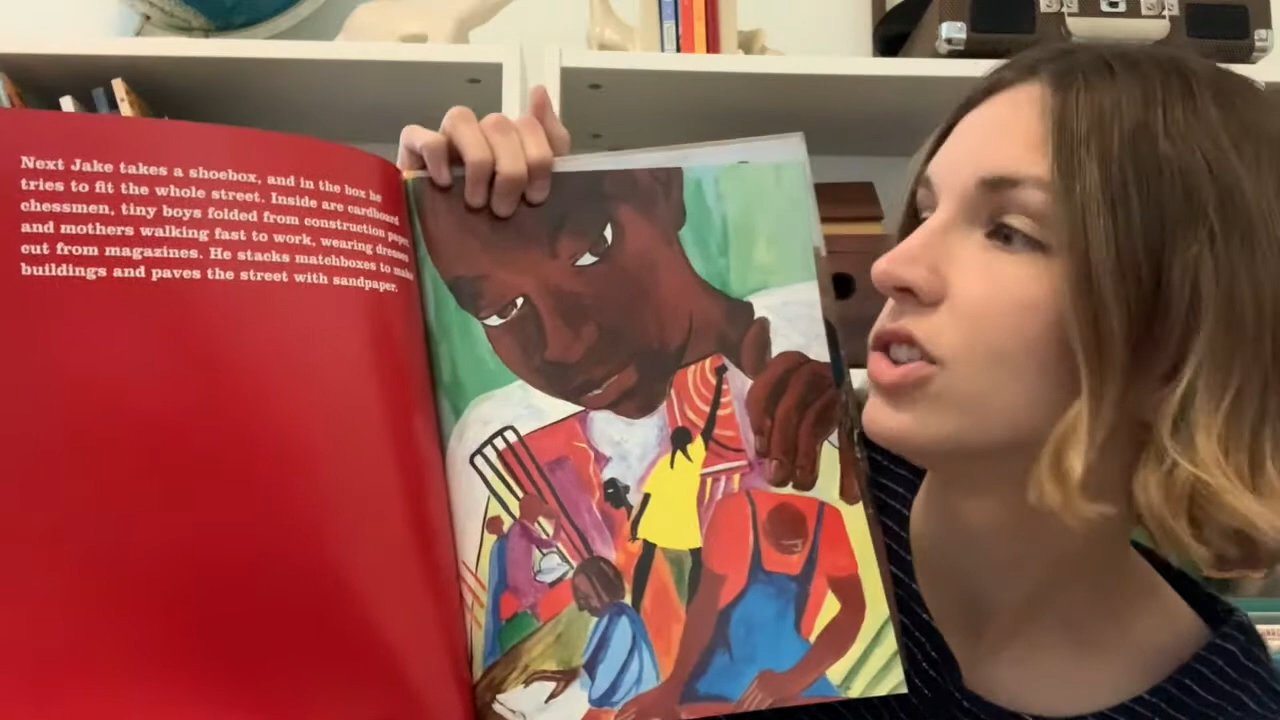 Next Jake takes a shoebox, and in the box he
tries to fit the whole street. Inside are cardboard
chessmen, tiny boys folded from construction paper,
and mothers walking fast to work, wearing dresses
cut from magazines. He stacks matchboxes to make
buildings and paves the street with sandpaper.